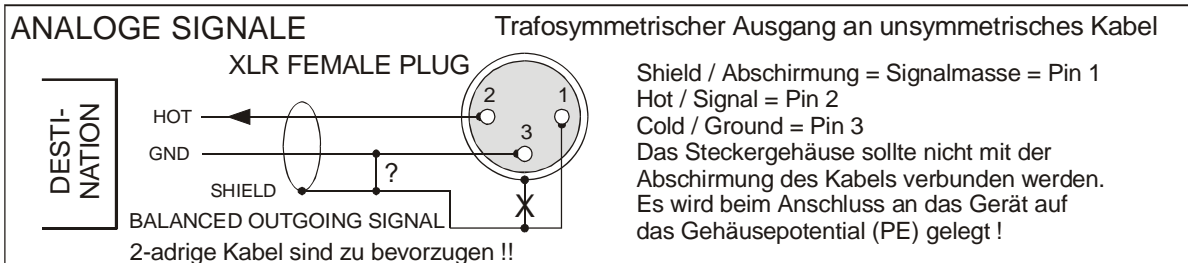 ANALOGE SIGNALE
Trafosymmetrischer Ausgang an unsymmetrisches Kabel
XLR FEMALE PLUG
DESTI-
NATION
HOT
GND
SHIELD
?
2
1
3
X
BALANCED OUTGOING SIGNAL
2-adrige Kabel sind zu bevorzugen !!
Shield / Abschirmung = Signalmasse = Pin 1
Hot / Signal = Pin 2
Cold / Ground = Pin 3
Das Steckergehäuse sollte nicht mit der
Abschirmung des Kabels verbunden werden.
Es wird beim Anschluss an das Gerät auf
das Gehäusepotential (PE) gelegt !